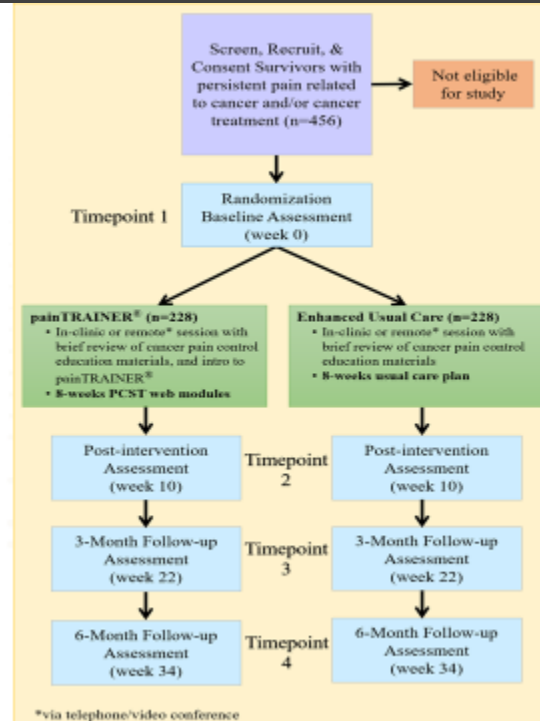 Screen, Recruit, &
Consent Survivors with
persistent pain related
to cancer and/or cancer
treatment (n=456)
Not eligible
for study
Timepoint 1
Randomization
Baseline Assessment
(week 0)
painTRAINER® (n=228)
• In-clinic or remote* session with
brief review of cancer pain control
education materials, and intro to
painTRAINER®
• 8-weeks PCST web modules
Enhanced Usual Care (n=228)
• In-clinic or remote* session with
brief review of cancer pain control
education materials
• 8-weeks usual care plan
Post-intervention
Assessment
(week 10)
Timepoint
2
Post-intervention
Assessment
(week 10)
3-Month Follow-up
Assessment
(week 22)
Timepoint
3
3-Month Follow-up
Assessment
(week 22)
6-Month Follow-up
Assessment
(week 34)
Timepoint
4
6-Month Follow-up
Assessment
(week 34)
*via telephone/video conference